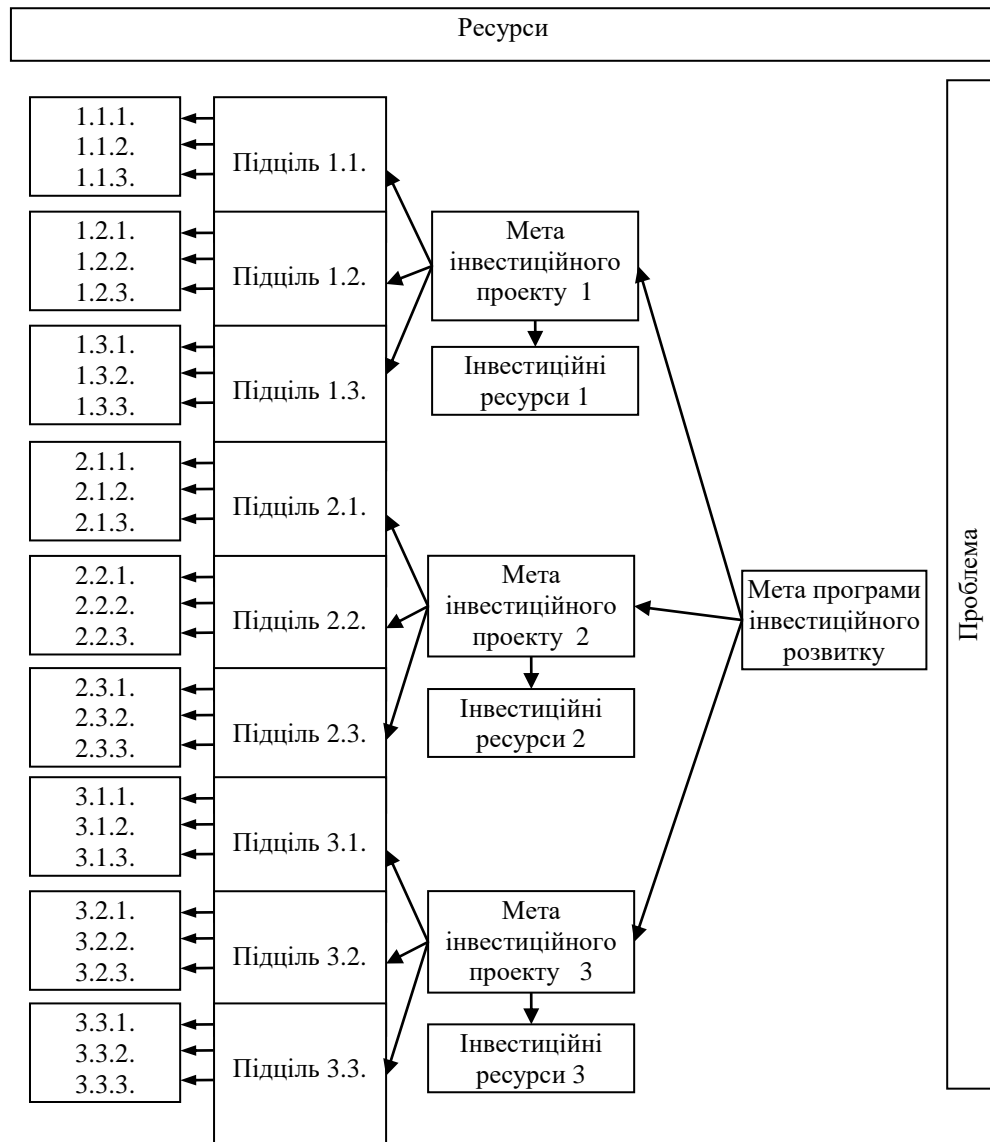 Ресурси
1.1.1.
1.1.2.
1.1.3.
Підціль 1.1.
1.2.1.
1.2.2.
1.2.3.
Підціль 1.2.
1.3.1.
1.3.2.
1.3.3.
Підціль 1.3.
Мета
інвестиційного
проекту 1
Інвестиційні
ресурси 1
2.1.1.
2.1.2.
2.1.3.
Підціль 2.1.
2.2.1.
2.2.2.
2.2.3.
Підціль 2.2.
2.3.1.
2.3.2.
2.3.3.
Підціль 2.3.
Мета
інвестиційного
проекту 2
Інвестиційні
ресурси 2
3.1.1.
3.1.2.
3.1.3.
Підціль 3.1.
3.2.1.
3.2.2.
3.2.3.
Підціль 3.2.
3.3.1.
3.3.2.
3.3.3.
Підціль 3.3.
Мета
інвестиційного
проекту 3
Інвестиційні
ресурси 3
Мета програми
інвестиційного
розвитку
Проблема